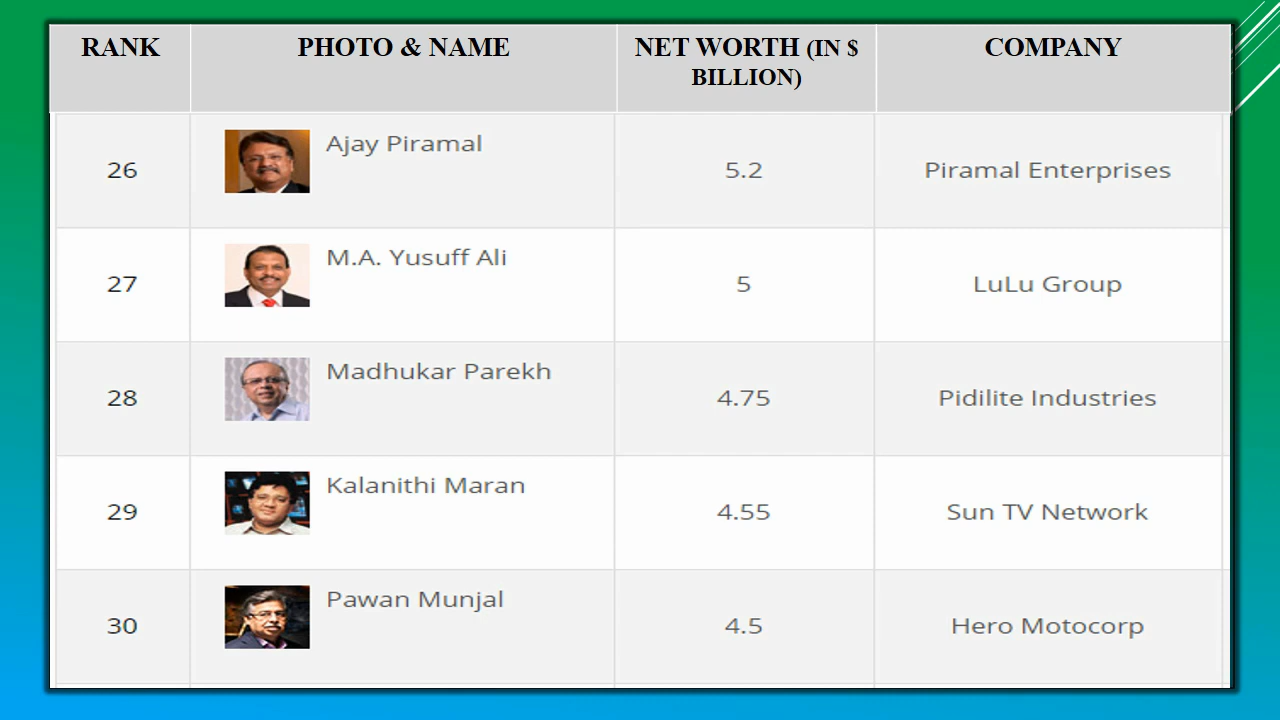 RANK
PHOTO & NAME
NET WORTH (IN $
BILLION)
COMPANY
26
Ajay Piramal
5.2
Piramal Enterprises
27
M.A. Yusuff Ali
5
LuLu Group
28
Madhukar Parekh
4.75
Pidilite Industries
29
Kalanithi Maran
4.55
Sun TV Network
30
Pawan Munjal
4.5
Hero Motocorp